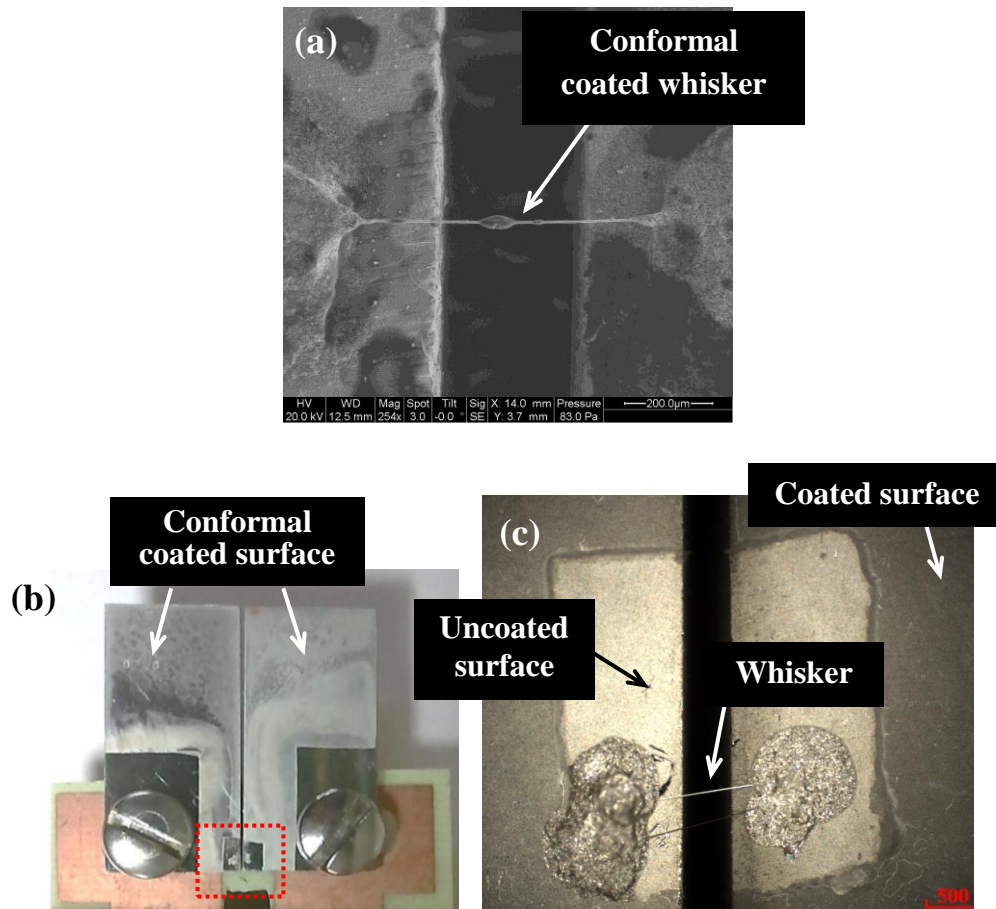 (a)
Conformal
coated whisker
HV WD Mag Spot Tilt Sig X: 14.0 mm Pressure
20.0 kV 12.5 mm 254x 3.0 -0.0 ° SE Y: 3.7 mm 83.0 Pa 200.0µm
(b)
Conformal
coated surface
(c)
Coated surface
Uncoated
surface
Whisker
500